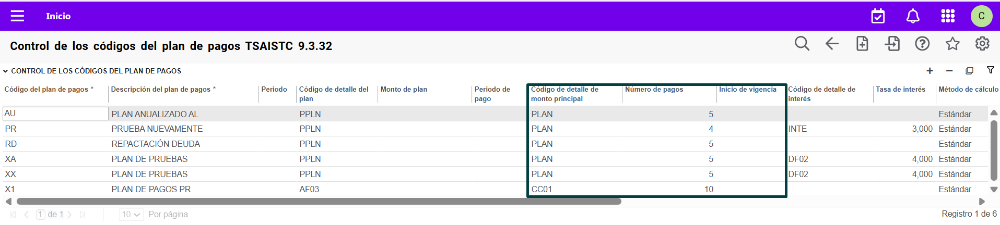 Inicio
C
Control de los códigos del plan de pagos TSAISTC 9.3.32
CONTROL DE LOS CÓDIGOS DEL PLAN DE PAGOS
Código del plan de pagos * Descripción del plan de pagos * Periodo Código de detalle del plan Monto de plan Periodo de pago Código de detalle de monto principal Número de pagos Inicio de vigencia Código de detalle de interés Tasa de interés Método de cálculo
AU PLAN ANUALIZADO AL PPLN PLAN 5 Estándar
PR PRUEBA NUEVAMENTE PPLN PLAN 4 INTE 3,000 Estándar
RD REPACTACIÓN DEUDA PPLN PLAN 5 Estándar
XA PLAN DE PRUEBAS PPLN PLAN 5 DF02 4,000 Estándar
XX PLAN DE PRUEBAS PPLN PLAN 5 DF02 4,000 Estándar
X1 PLAN DE PAGOS PR AF03 CC01 10 Estándar
1 de 1 10 Por página Registro 1 de 6